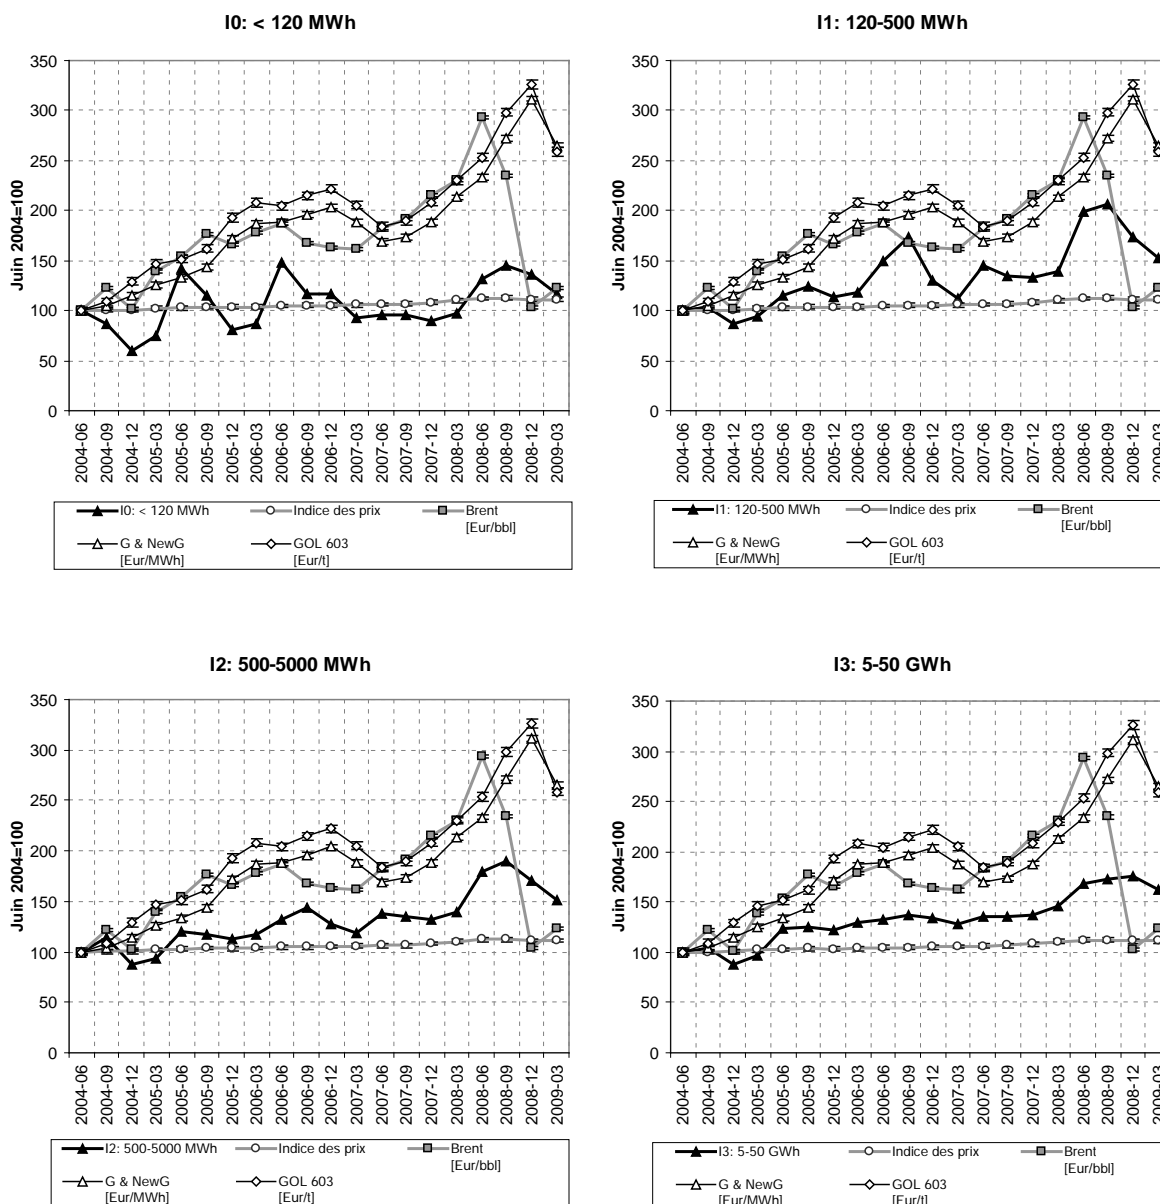 I0: < 120 MWh
350
300
250
200
150
100
50
0
Juin 2004=100
2004-06
2004-09
2004-12
2005-03
2005-06
2005-09
2005-12
2006-03
2006-06
2006-09
2006-12
2007-03
2007-06
2007-09
2007-12
2008-03
2008-06
2008-09
2008-12
2009-03
I0: < 120 MWh
Indice des prix
Brent
[Eur/bbl]
G & NewG
[Eur/MWh]
GOL 603
[Eur/t]
I1: 120-500 MWh
350
300
250
200
150
100
50
0
Juin 2004=100
2004-06
2004-09
2004-12
2005-03
2005-06
2005-09
2005-12
2006-03
2006-06
2006-09
2006-12
2007-03
2007-06
2007-09
2007-12
2008-03
2008-06
2008-09
2008-12
2009-03
I1: 120-500 MWh
Indice des prix
Brent
[Eur/bbl]
G & NewG
[Eur/MWh]
GOL 603
[Eur/t]
I2: 500-5000 MWh
350
300
250
200
150
100
50
0
Juin 2004=100
2004-06
2004-09
2004-12
2005-03
2005-06
2005-09
2005-12
2006-03
2006-06
2006-09
2006-12
2007-03
2007-06
2007-09
2007-12
2008-03
2008-06
2008-09
2008-12
2009-03
I2: 500-5000 MWh
Indice des prix
Brent
[Eur/bbl]
G & NewG
[Eur/MWh]
GOL 603
[Eur/t]
I3: 5-50 GWh
350
300
250
200
150
100
50
0
Juin 2004=100
2004-06
2004-09
2004-12
2005-03
2005-06
2005-09
2005-12
2006-03
2006-06
2006-09
2006-12
2007-03
2007-06
2007-09
2007-12
2008-03
2008-06
2008-09
2008-12
2009-03
I3: 5-50 GWh
Indice des prix
Brent
[Eur/bbl]
G & NewG
[Eur/MWh]
GOL 603
[Eur/t]